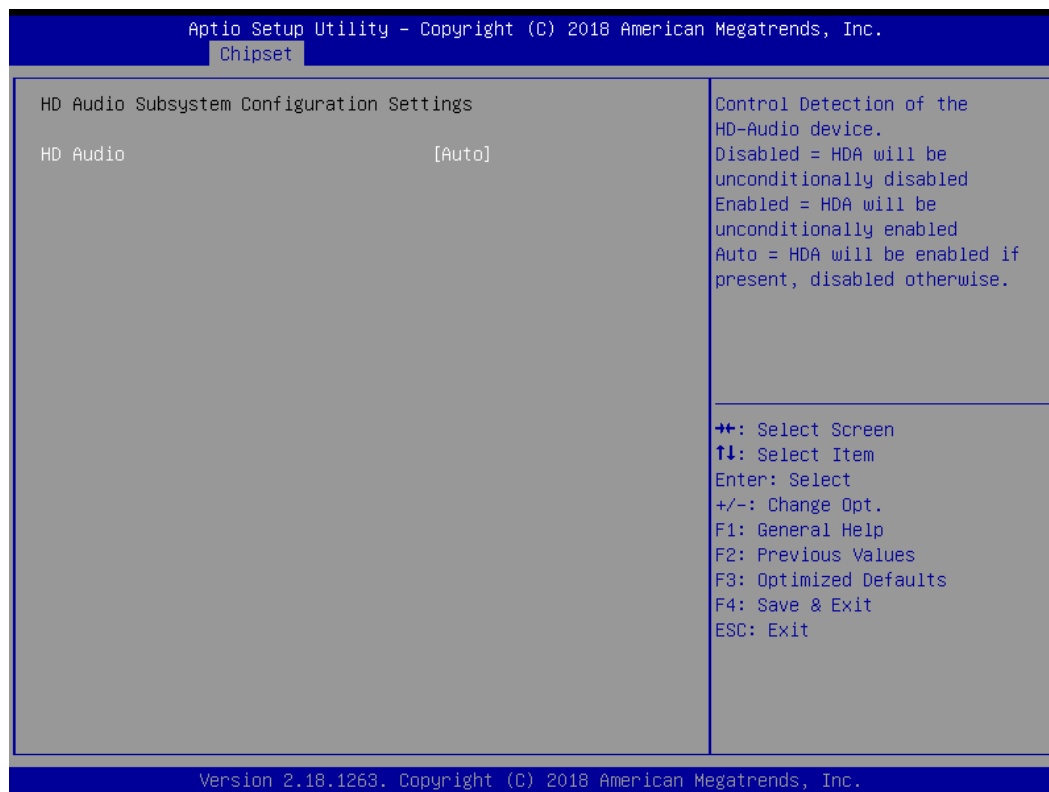 Aptio Setup Utility – Copyright (C) 2018 American Megatrends, Inc.
Chipset
HD Audio Subsystem Configuration Settings
HD Audio [Auto]
Control Detection of the
HD-Audio device.
Disabled = HDA will be
unconditionally disabled
Enabled = HDA will be
unconditionally enabled
Auto = HDA will be enabled if
present, disabled otherwise.
→←: Select Screen
↑↓: Select Item
Enter: Select
+/-: Change Opt.
F1: General Help
F2: Previous Values
F3: Optimized Defaults
F4: Save & Exit
ESC: Exit
Version 2.18.1263. Copyright (C) 2018 American Megatrends, Inc.